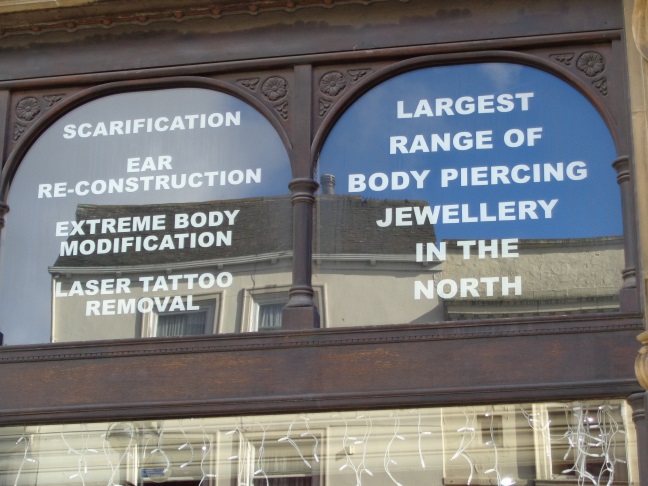 SCARIFICATION
EAR
RE-CONSTRUCTION
EXTREME BODY
MODIFICATION
LASER TATTOO
REMOVAL
LARGEST
RANGE OF
BODY PIERCING
JEWELLERY
IN THE
NORTH